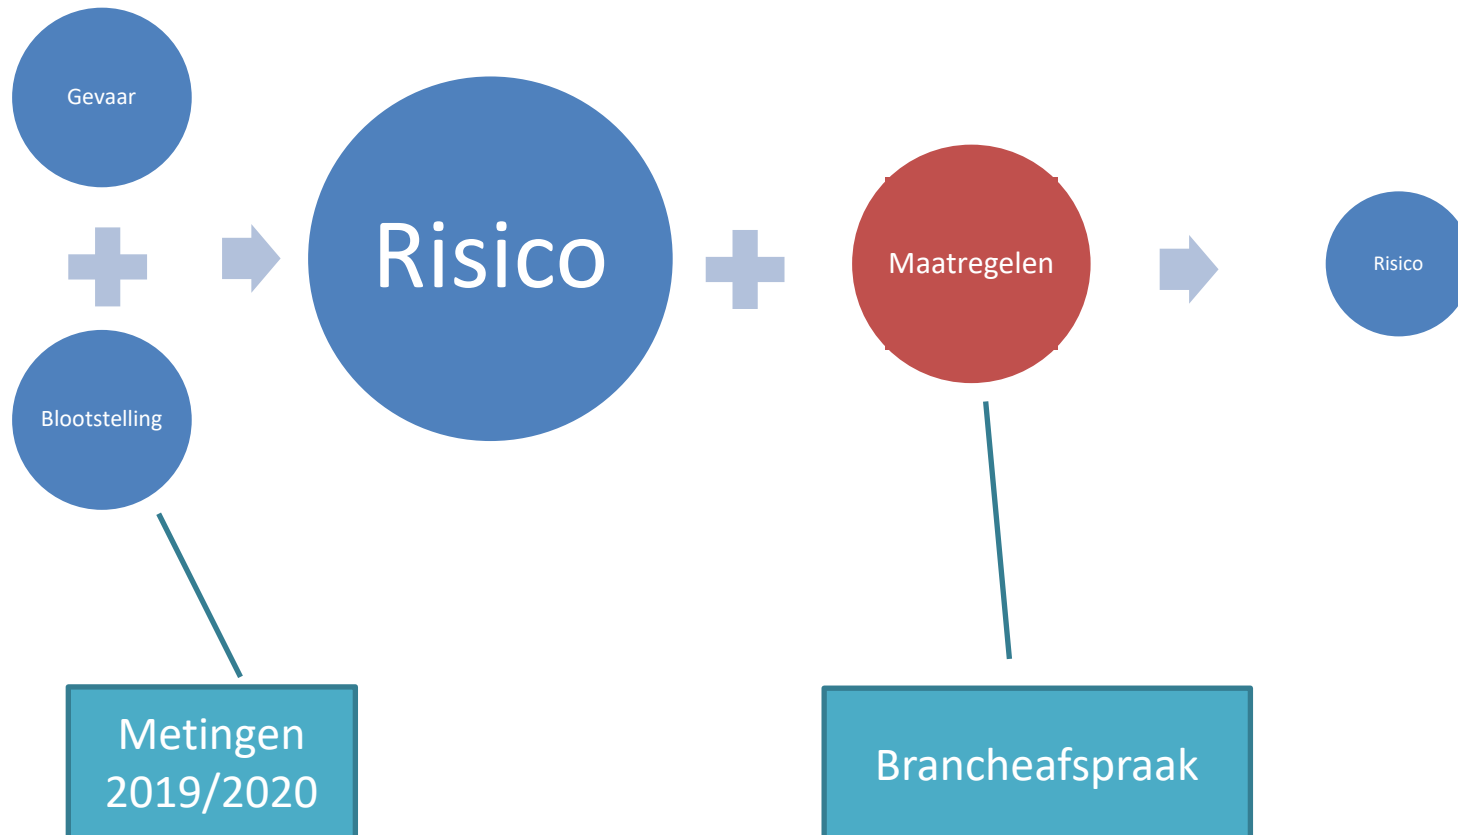 Gevaar
Blootstelling
Risico
Maatregelen
Risico
Metingen
2019/2020
Brancheafspraak